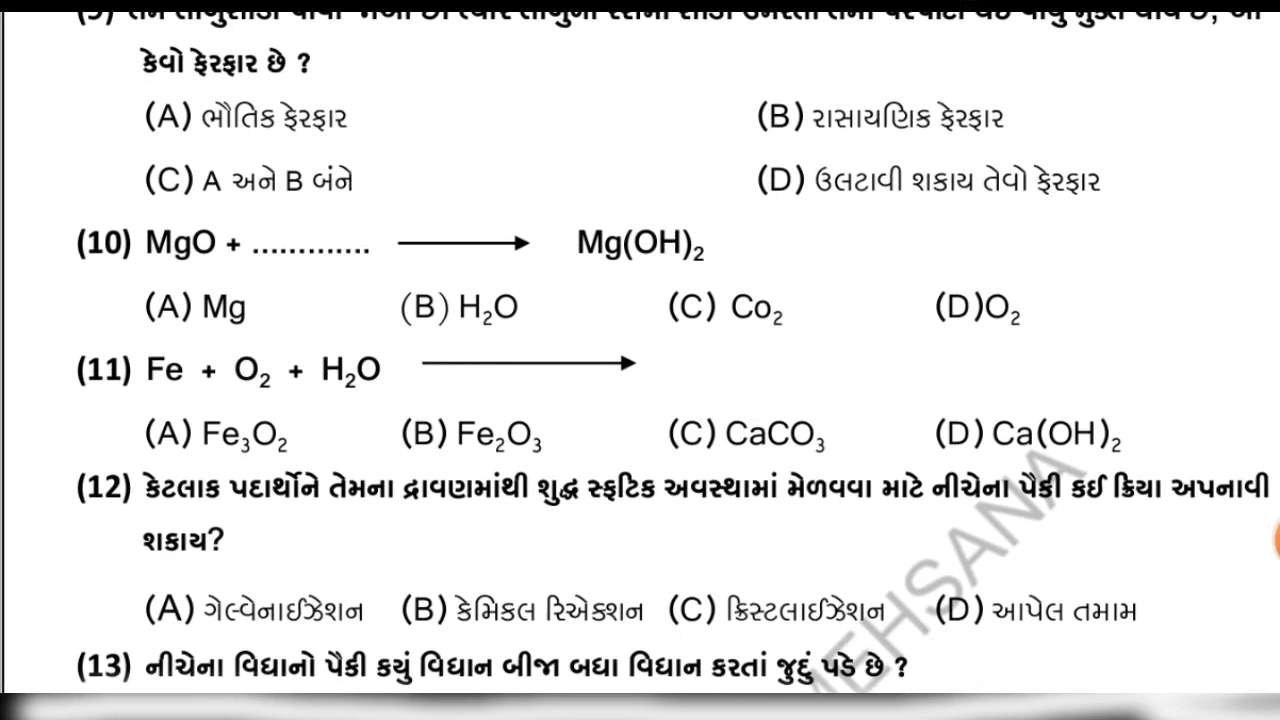 કેવો ફેરફાર છે ?
(A) ભૌતિક ફેરફાર (B) રાસાયણિક ફેરફાર
(C) A અને B બંને (D) ઉલટાવી શકાય તેવો ફેરફાર
(10) MgO + ............. ⟶ Mg(OH)₂
(A) Mg (B) H₂O (C) Co₂ (D)O₂
(11) Fe + O₂ + H₂O ⟶
(A) Fe₃O₂ (B) Fe₂O₃ (C) CaCO₃ (D) Ca(OH)₂
(12) કેટલાક પદાર્થોને તેમના દ્રાવણમાંથી શુદ્ધ સ્ફટિક અવસ્થામાં મેળવવા માટે નીચેના પૈકી કઈ ક્રિયા અપનાવી
શકાય?
(A) ગેલ્વેનાઈઝેશન (B) કેમિકલ રિએક્શન (C) ક્રિસ્ટલાઈઝેશન (D) આપેલ તમામ
(13) નીચેના વિધાનો પૈકી કયું વિધાન બીજા બધા વિધાન કરતાં જુદું પડે છે ?
MEHSANA